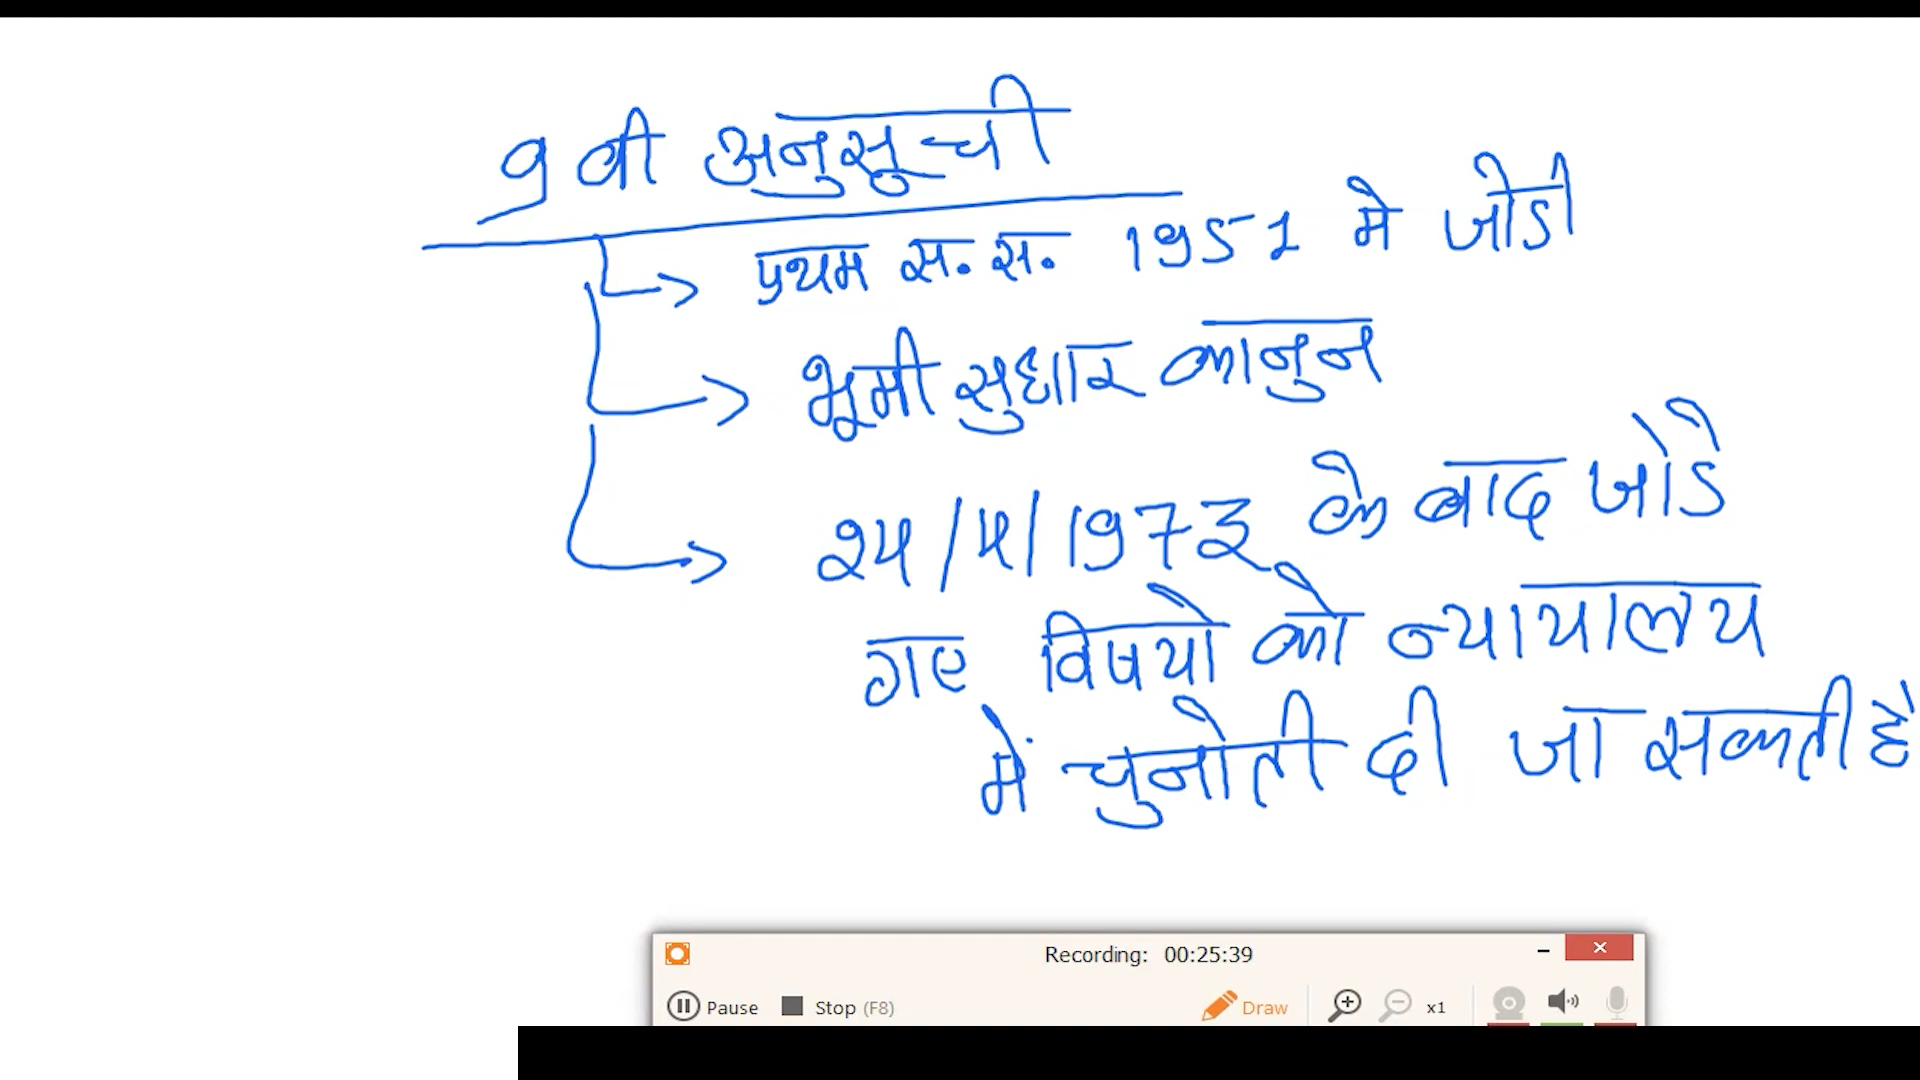 9 वी अनुसूची
प्रथम स. स. 1951 मे जोडी
भूमी सुधार कानुन
24/4/1973 के बाद जोडे
गए विषयो को न्यायालय
में चुनोती दी जा सकती है
Recording: 00:25:39
Pause Stop (F8) Draw x1